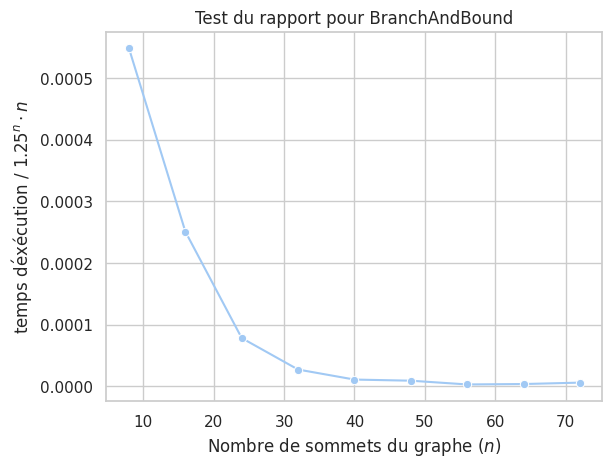 Test du rapport pour BranchAndBound
temps déxécution / 1.25ⁿ · n
0.0005
0.0004
0.0003
0.0002
0.0001
0.0000
10 20 30 40 50 60 70
Nombre de sommets du graphe (n)